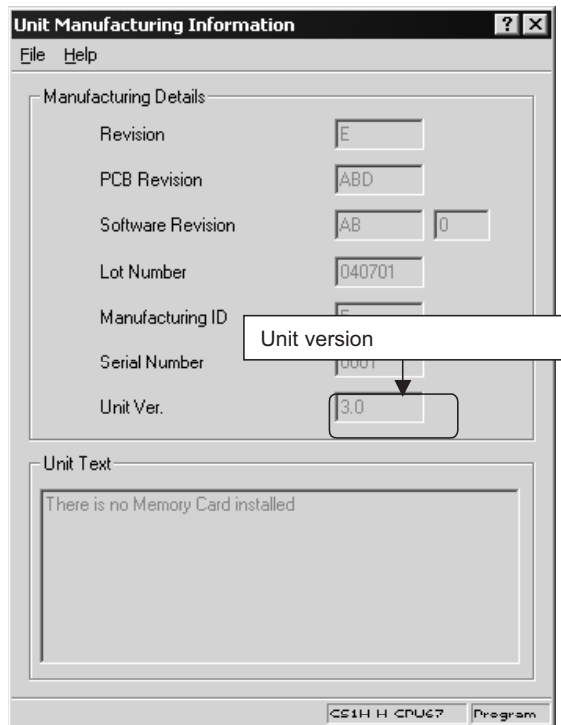 Unit Manufacturing Information
File Help
Manufacturing Details
Revision E
PCB Revision ABD
Software Revision AB 0
Lot Number 040701
Manufacturing ID
Unit version
Serial Number 0001
Unit Ver. 3.0
Unit Text
There is no Memory Card installed
CS1H-H CPU67 Program